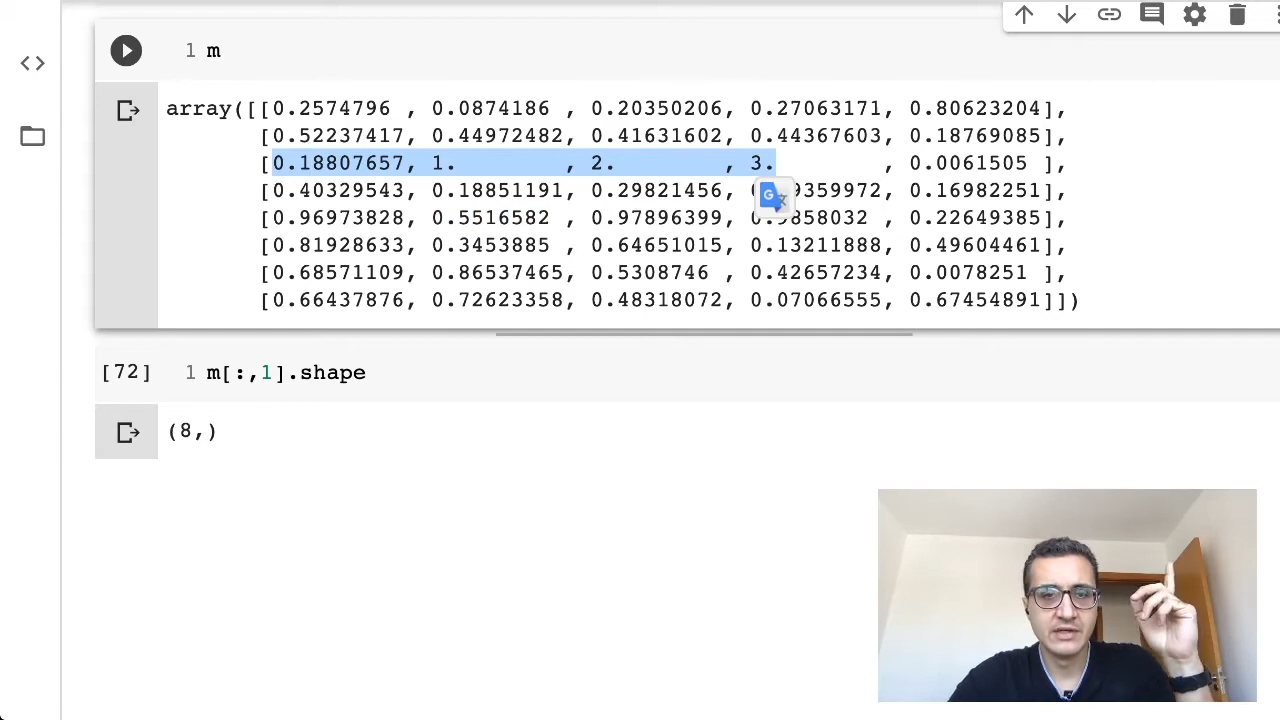 1 m
array([[0.2574796 , 0.0874186 , 0.20350206, 0.27063171, 0.80623204],
[0.52237417, 0.44972482, 0.41631602, 0.44367603, 0.18769085],
[0.18807657, 1.        , 2.        , 3.        , 0.0061505 ],
[0.40329543, 0.18851191, 0.29821456, 9359972, 0.16982251],
[0.96973828, 0.5516582 , 0.97896399, 0.9858032 , 0.22649385],
[0.81928633, 0.3453885 , 0.64651015, 0.13211888, 0.49604461],
[0.68571109, 0.86537465, 0.5308746 , 0.42657234, 0.0078251 ],
[0.66437876, 0.72623358, 0.48318072, 0.07066555, 0.67454891]])
[72] 1 m[:,1].shape
(8,)